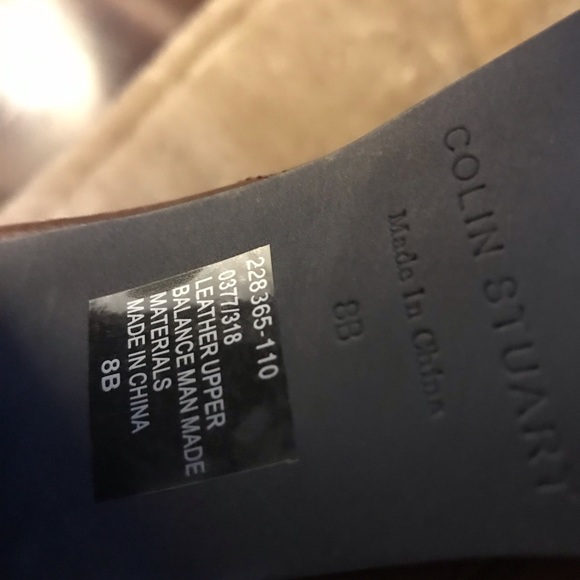 COLIN STUART
Made In China
8B
228365-110
0377/318
LEATHER UPPER
BALANCE MAN MADE
MATERIALS
MADE IN CHINA
8B